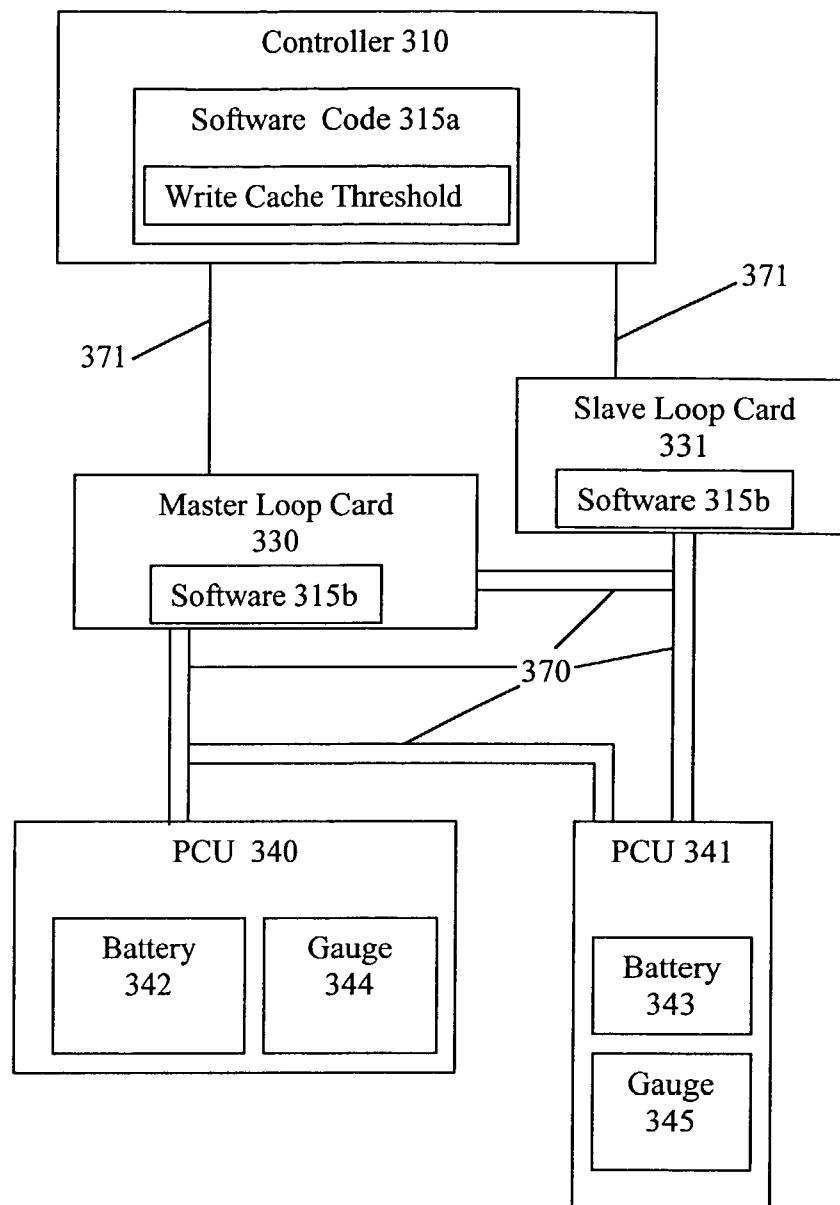 Controller 310
Software Code 315a
Write Cache Threshold
371
371
Slave Loop Card
331
Software 315b
Master Loop Card
330
Software 315b
370
PCU 340
Battery
342
Gauge
344
PCU 341
Battery
343
Gauge
345